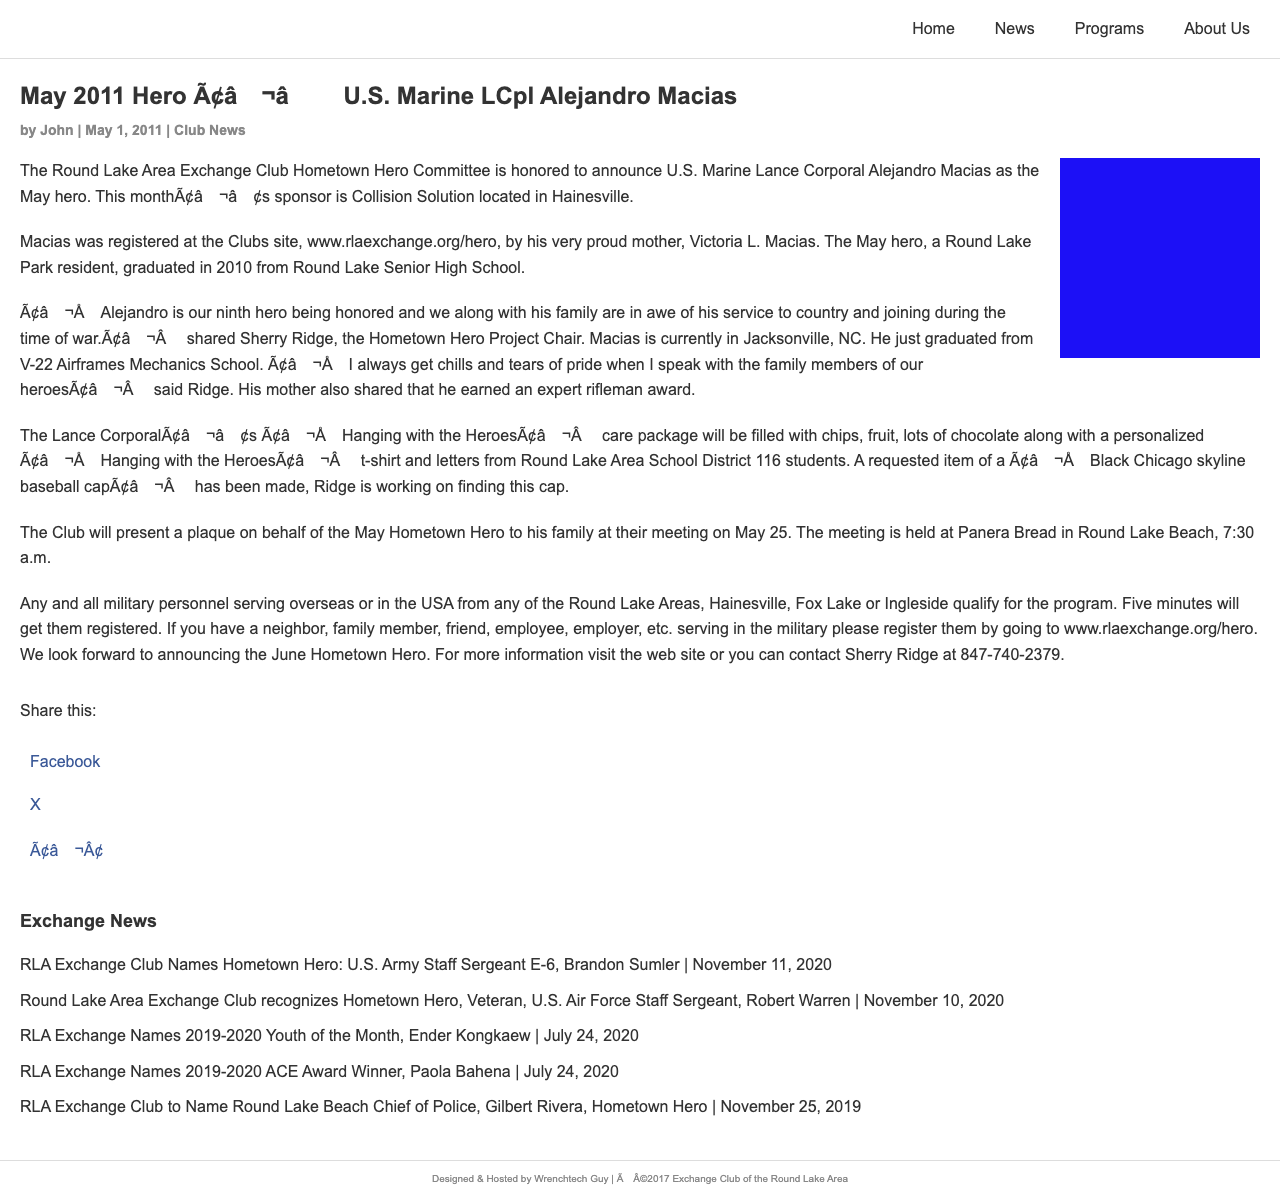 Home News Programs About Us
May 2011 Hero Ã¢â ¬â U.S. Marine LCpl Alejandro Macias
by John | May 1, 2011 | Club News
The Round Lake Area Exchange Club Hometown Hero Committee is honored to announce U.S. Marine Lance Corporal Alejandro Macias as the
May hero. This monthÃ¢â ¬â ¢s sponsor is Collision Solution located in Hainesville.
Macias was registered at the Clubs site, www.rlaexchange.org/hero, by his very proud mother, Victoria L. Macias. The May hero, a Round Lake
Park resident, graduated in 2010 from Round Lake Senior High School.
Ã¢â ¬Å Alejandro is our ninth hero being honored and we along with his family are in awe of his service to country and joining during the
time of war.Ã¢â ¬Â shared Sherry Ridge, the Hometown Hero Project Chair. Macias is currently in Jacksonville, NC. He just graduated from
V-22 Airframes Mechanics School. Ã¢â ¬Å I always get chills and tears of pride when I speak with the family members of our
heroesÃ¢â ¬Â said Ridge. His mother also shared that he earned an expert rifleman award.
The Lance CorporalÃ¢â ¬â ¢s Ã¢â ¬Å Hanging with the HeroesÃ¢â ¬Â care package will be filled with chips, fruit, lots of chocolate along with a personalized
Ã¢â ¬Å Hanging with the HeroesÃ¢â ¬Â t-shirt and letters from Round Lake Area School District 116 students. A requested item of a Ã¢â ¬Å Black Chicago skyline
baseball capÃ¢â ¬Â has been made, Ridge is working on finding this cap.
The Club will present a plaque on behalf of the May Hometown Hero to his family at their meeting on May 25. The meeting is held at Panera Bread in Round Lake Beach, 7:30
a.m.
Any and all military personnel serving overseas or in the USA from any of the Round Lake Areas, Hainesville, Fox Lake or Ingleside qualify for the program. Five minutes will
get them registered. If you have a neighbor, family member, friend, employee, employer, etc. serving in the military please register them by going to www.rlaexchange.org/hero.
We look forward to announcing the June Hometown Hero. For more information visit the web site or you can contact Sherry Ridge at 847-740-2379.
Share this:
Facebook
X
Ã¢â ¬Â¢
Exchange News
RLA Exchange Club Names Hometown Hero: U.S. Army Staff Sergeant E-6, Brandon Sumler | November 11, 2020
Round Lake Area Exchange Club recognizes Hometown Hero, Veteran, U.S. Air Force Staff Sergeant, Robert Warren | November 10, 2020
RLA Exchange Names 2019-2020 Youth of the Month, Ender Kongkaew | July 24, 2020
RLA Exchange Names 2019-2020 ACE Award Winner, Paola Bahena | July 24, 2020
RLA Exchange Club to Name Round Lake Beach Chief of Police, Gilbert Rivera, Hometown Hero | November 25, 2019
Designed & Hosted by Wrenchtech Guy | Ã Â©2017 Exchange Club of the Round Lake Area